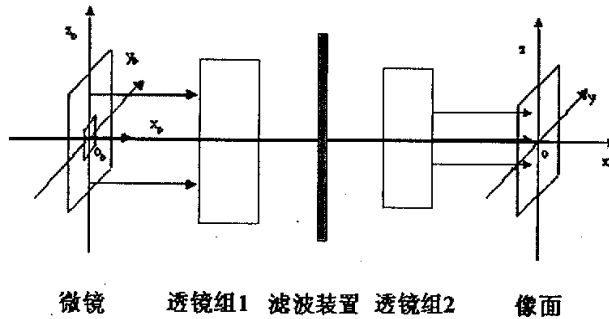 z₀ z
y₀ y
x₀ x
o₀ o
微镜 透镜组1 滤波装置 透镜组2 像面